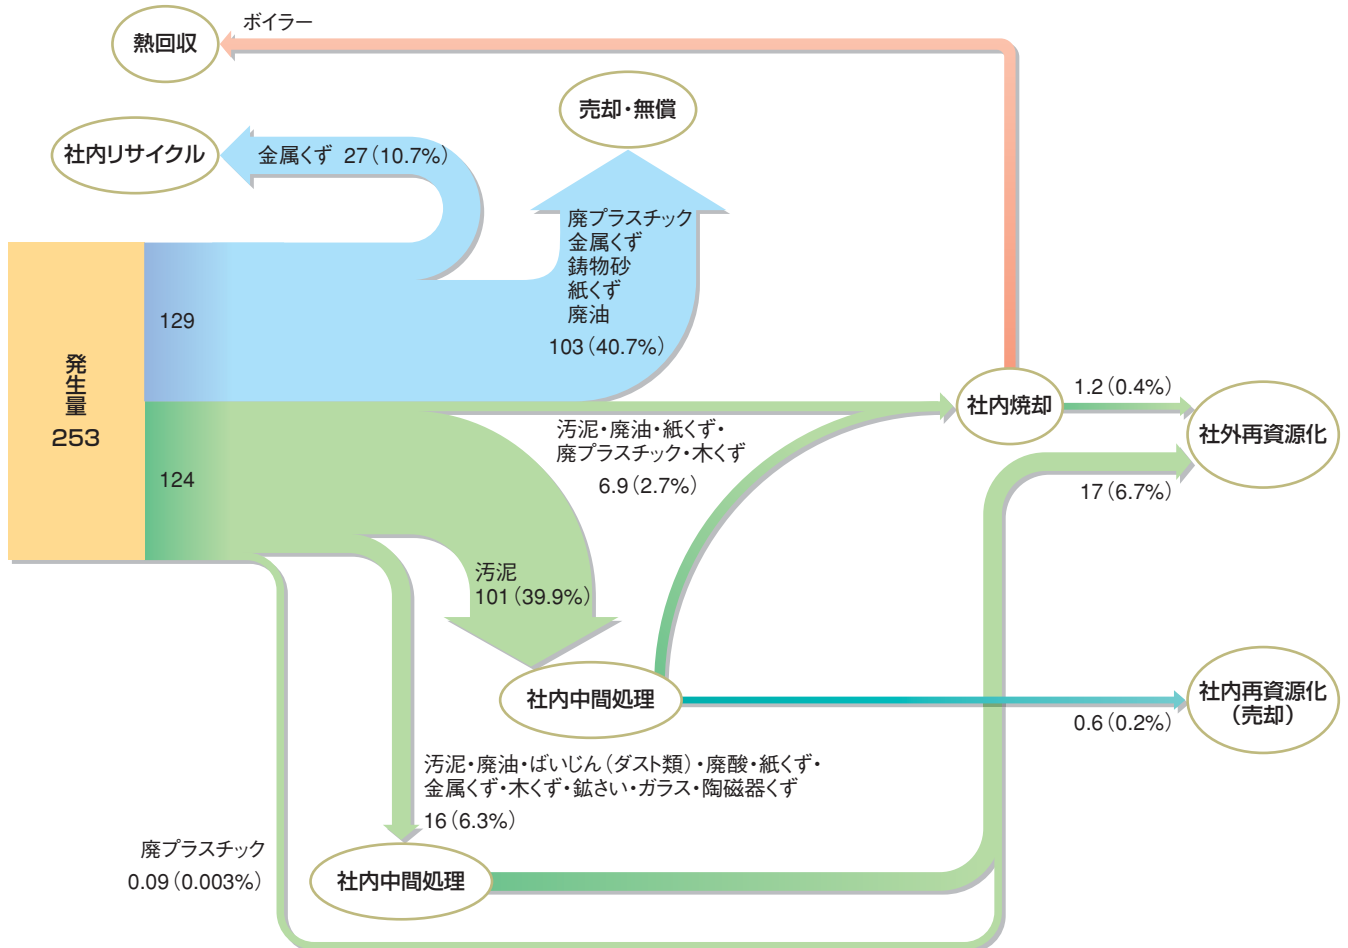 ボイラー
熱回収
売却・無償
社内リサイクル
金属くず 27(10.7%)
廃プラスチック
金属くず
鋳物砂
紙くず
廃油
103(40.7%)
129
発生量
253
124
社内焼却
1.2(0.4%)
社外再資源化
17(6.7%)
汚泥・廃油・紙くず・
廃プラスチック・木くず
6.9(2.7%)
汚泥
101(39.9%)
社内中間処理
社内再資源化
(売却)
0.6(0.2%)
汚泥・廃油・ばいじん(ダスト類)・廃酸・紙くず・
金属くず・木くず・鉱さい・ガラス・陶磁器くず
16(6.3%)
廃プラスチック
0.09(0.003%)
社内中間処理